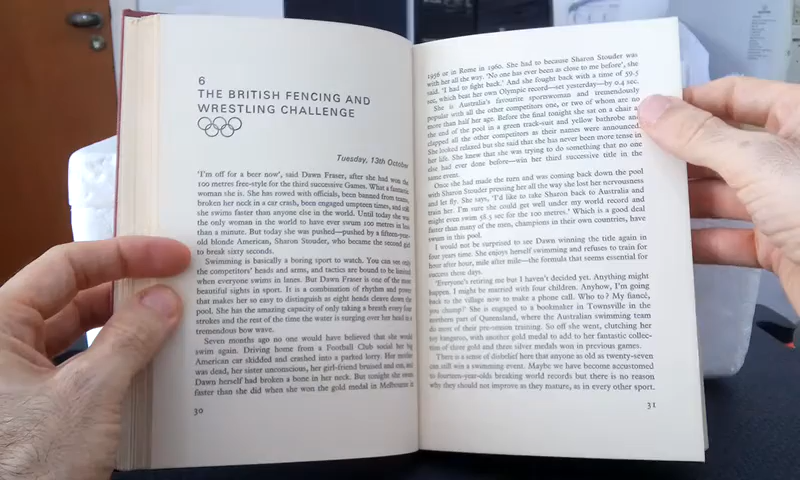 6
THE BRITISH FENCING AND
WRESTLING CHALLENGE
Tuesday, 13th October
'I'm off for a beer now', said Dawn Fraser, after she had won the
100 metres free-style for the third successive Games. What a fantastic
woman she is. She has rowed with officials, been banned from teams,
broken her neck in a car crash, been engaged umpteen times, and still
she swims faster than anyone else in the world. Until today she was
the only woman in the world to have ever swum 100 metres in less
than a minute. But today she was pushed—pushed by a fifteen-year-
old blonde American, Sharon Stouder, who became the second girl
to break sixty seconds.
Swimming is basically a boring sport to watch. You can see only
the competitors' heads and arms, and tactics are bound to be limited
when everyone swims in lanes. But Dawn Fraser is one of the most
beautiful sights in sport. It is a combination of rhythm and power
that makes her so easy to distinguish as eight heads cleave down the
pool. She has the amazing capacity of only taking a breath every four
strokes and the rest of the time the water is surging over her head in a
tremendous bow wave.
Seven months ago no one would have believed that she would
swim again. Driving home from a Football Club social her big
American car skidded and crashed into a parked lorry. Her mother
was dead, her sister unconscious, her girl-friend bruised and cut, and
Dawn herself had broken a bone in her neck. But tonight she swam
faster than she did when she won the gold medal in Melbourne in
30
1956 or in Rome in 1960. She had to because Sharon Stouder was
with her all the way. 'No one has ever been as close to me before', she
said. 'I had to fight back.' And she fought back with a time of 59.5
sec, which beat her own Olympic record—set yesterday—by 0.4 sec.
She is Australia's favourite sportswoman and tremendously
popular with all the other competitors one, or two of whom are no
more than half her age. Before the final tonight she sat on a chair at
the end of the pool in a green track-suit and yellow bathrobe and
clapped all the other competitors as their names were announced.
She looked relaxed but she said that she has never been more tense in
her life. She knew that she was trying to do something that no one
else had ever done before—win her third successive title in the
same event.
Once she had made the turn and was coming back down the pool
with Sharon pressing her all the way she lost her nervousness
and let fly. She says, 'I'd like to take Sharon back to Australia and
train her. I'm sure she could get well under my world record and
might even swim 58.5 sec for the 100 metres.' Which is a good deal
faster than many of the men, champions in their own countries, have
swum in this pool.
I would not be surprised to see Dawn winning the title again in
four years time. She enjoys herself swimming and refuses to train for
hour after hour, mile after mile—the formula that seems essential for
success these days.
'Everyone's retiring me but I haven't decided yet. Anything might
happen. I might be married with four children. Anyhow, I'm going
back to the village now to make a phone call. Who to? My fiancé,
you chump!' She is engaged to a bookmaker in Townsville in the
northern part of Queensland, where the Australian swimming team
do most of their pre-season training. So off she went, clutching her
toy kangaroo, with another gold medal to add to her fantastic collec-
tion of three gold and three silver medals won in previous games.
There is a sense of disbelief here that anyone as old as twenty-seven
can still win a swimming event. Maybe we have become accustomed
to fourteen-year-olds breaking world records but there is no reason
why they should not improve as they mature, as in every other sport.
31